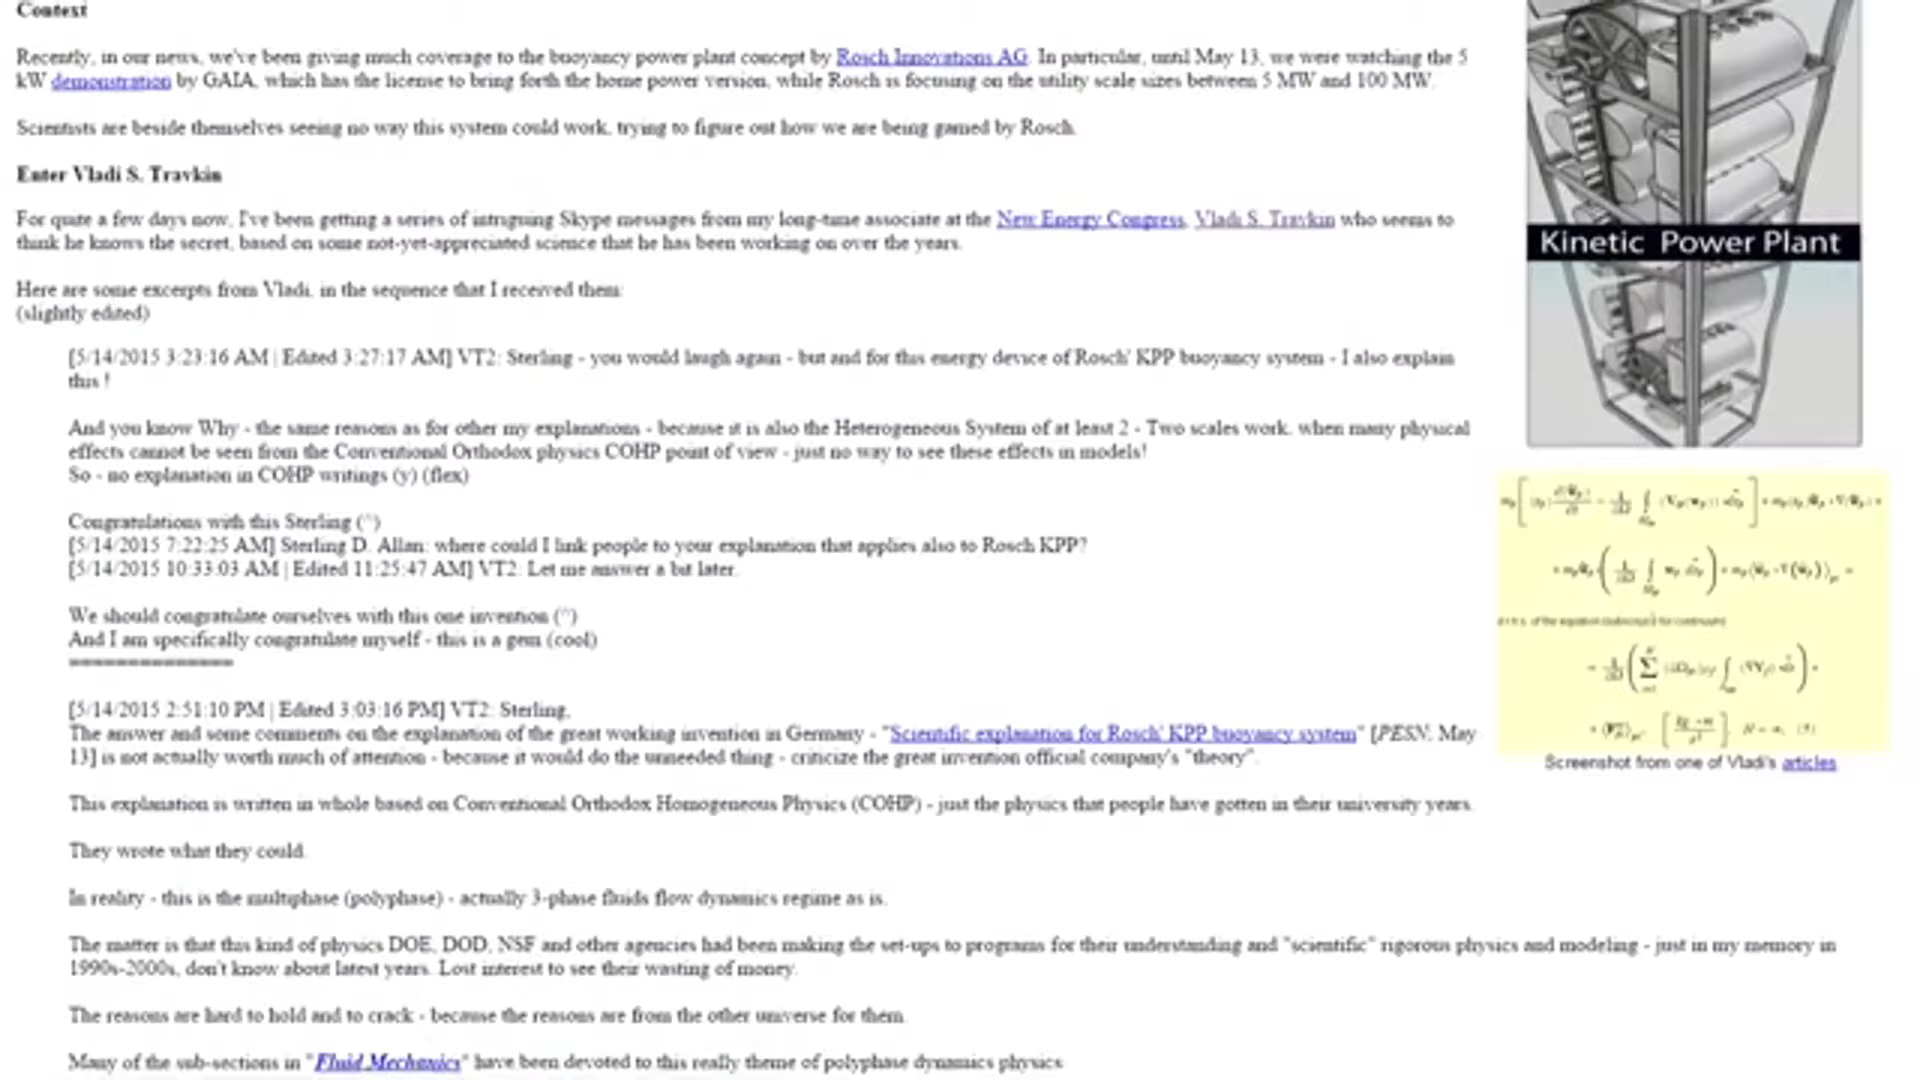 Context
Recently, in our news, we've been giving much coverage to the buoyancy power plant concept by Rosch Innovations AG. In particular, until May 13, we were watching the 5
kW demonstration by GAIA, which has the license to bring forth the home power version, while Rosch is focusing on the utility scale sizes between 5 MW and 100 MW.
Scientists are beside themselves seeing no way this system could work, trying to figure out how we are being gamed by Rosch.
Enter Vladi S. Travkin
For quite a few days now, I've been getting a series of intriguing Skype messages from my long-time associate at the New Energy Congress, Vladi S. Travkin who seems to
think he knows the secret, based on some not-yet-appreciated science that he has been working on over the years.
Here are some excerpts from Vladi, in the sequence that I received them:
(slightly edited)
[5/14/2015 3:23:16 AM | Edited 3:27:17 AM] VT2: Sterling - you would laugh again - but and for this energy device of Rosch' KPP buoyancy system - I also explain
this !
And you know Why - the same reasons as for other my explanations - because it is also the Heterogeneous System of at least 2 - Two scales work, when many physical
effects cannot be seen from the Conventional Orthodox physics COHP point of view - just no way to see these effects in models!
So - no explanation in COHP writings (y) (flex)
Congratulations with this Sterling (^)
[5/14/2015 7:22:25 AM] Sterling D. Allan: where could I link people to your explanation that applies also to Rosch KPP?
[5/14/2015 10:33:03 AM | Edited 11:25:47 AM] VT2: Let me answer a bit later.
We should congratulate ourselves with this one invention (^)
And I am specifically congratulate myself - this is a gem (cool)
==============
[5/14/2015 2:51:10 PM | Edited 3:03:16 PM] VT2: Sterling,
The answer and some comments on the explanation of the great working invention in Germany - "Scientific explanation for Rosch' KPP buoyancy system" [PESN; May
13] is not actually worth much of attention - because it would do the unneeded thing - criticize the great invention official company's "theory".
This explanation is written in whole based on Conventional Orthodox Homogeneous Physics (COHP) - just the physics that people have gotten in their university years.
They wrote what they could.
In reality - this is the multiphase (polyphase) - actually 3-phase fluids flow dynamics regime as is.
The matter is that this kind of physics DOE, DOD, NSF and other agencies had been making the set-ups to programs for their understanding and "scientific" rigorous physics and modeling - just in my memory in
1990s-2000s, don't know about latest years. Lost interest to see their wasting of money.
The reasons are hard to hold and to crack - because the reasons are from the other universe for them.
Many of the sub-sections in "Fluid Mechanics" have been devoted to this really theme of polyphase dynamics physics
Kinetic Power Plant
Screenshot from one of Vladi's articles